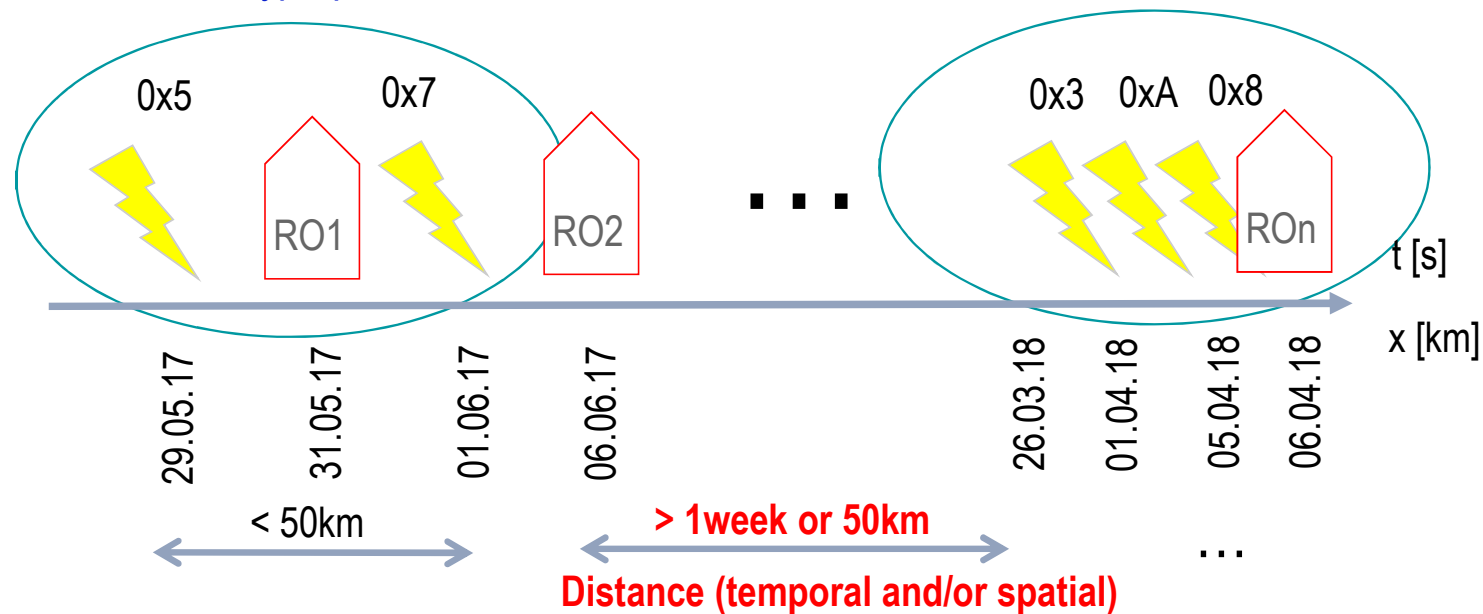 0x5 0x7 0x3 0xA 0x8
RO1 RO2 ... ROn
t [s]
x [km]
29.05.17 31.05.17 01.06.17 06.06.17 26.03.18 01.04.18 05.04.18 06.04.18
< 50km > 1week or 50km ...
Distance (temporal and/or spatial)